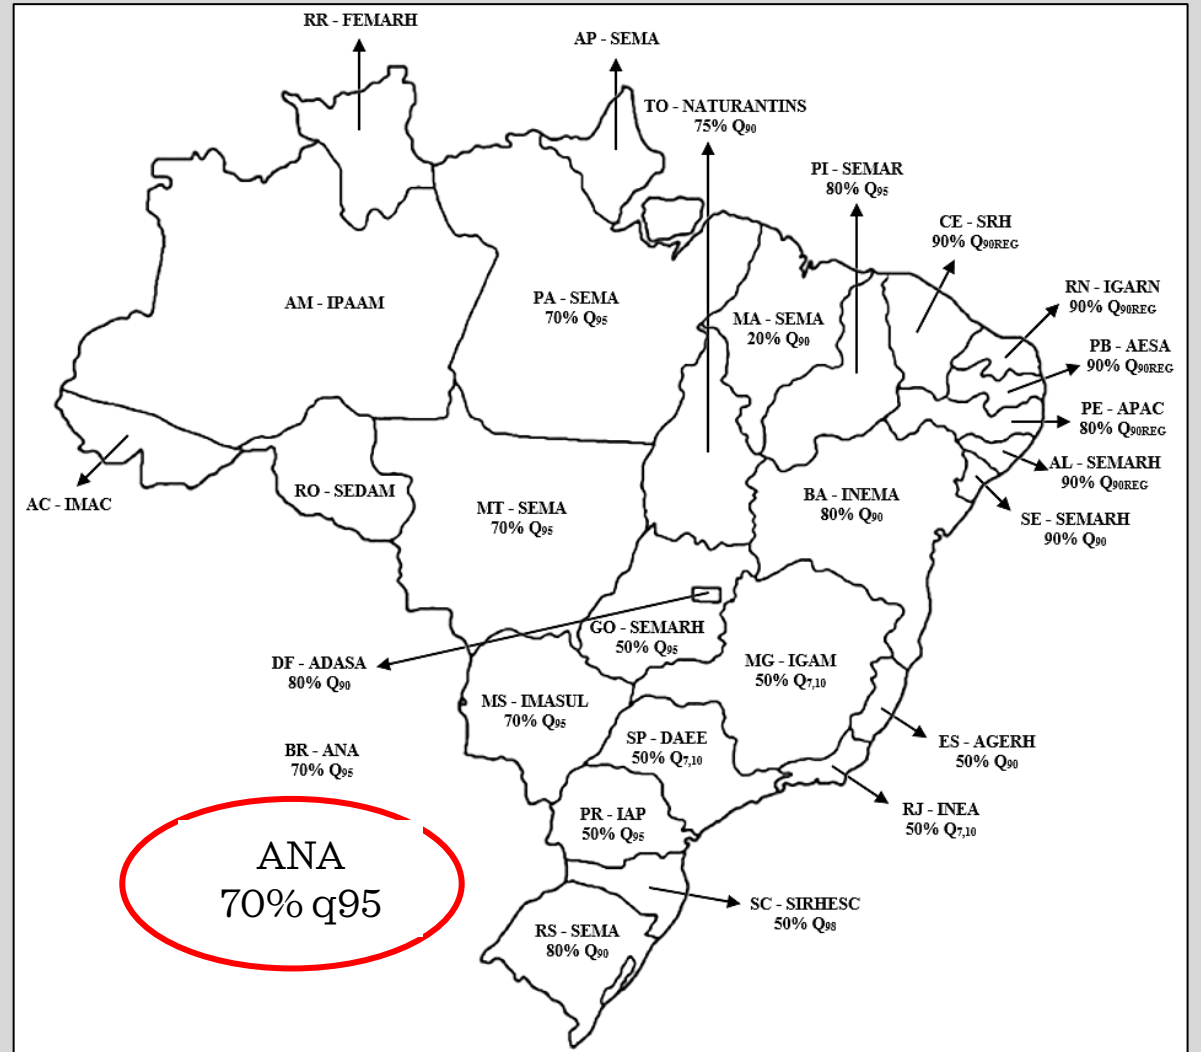 RR - FEMARH
AP - SEMA
TO - NATURANTINS
75% Q90
PI - SEMAR
80% Q95
CE - SRH
90% Q90REG
RN - IGARN
90% Q90REG
AM - IPAAM
PA - SEMA
70% Q95
MA - SEMA
20% Q90
PB - AESA
90% Q90REG
PE - APAC
80% Q90REG
AL - SEMARH
90% Q90REG
AC - IMAC
RO - SEDAM
MT - SEMA
70% Q95
BA - INEMA
80% Q90
SE - SEMARH
90% Q90
GO - SEMARH
50% Q95
DF - ADASA
80% Q90
MG - IGAM
50% Q7,10
MS - IMASUL
70% Q95
SP - DAEE
50% Q7,10
ES - AGERH
50% Q90
BR - ANA
70% Q95
PR - IAP
50% Q95
RJ - INEA
50% Q7,10
ANA
70% q95
SC - SIRHESC
50% Q98
RS - SEMA
80% Q90